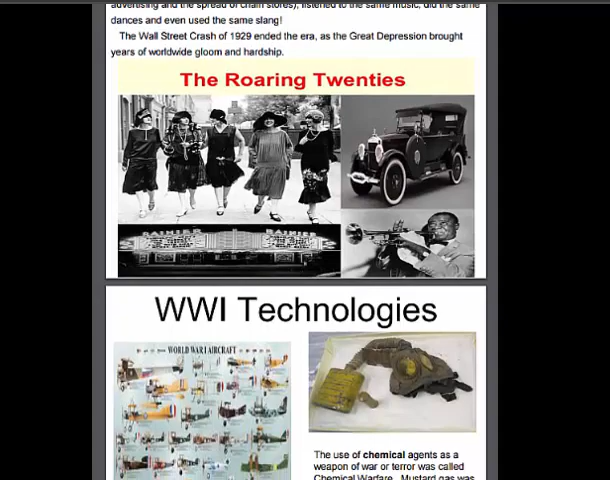 advertising and the spread of chain stores), listened to the same music, did the same
dances and even used the same slang!
The Wall Street Crash of 1929 ended the era, as the Great Depression brought
years of worldwide gloom and hardship.
The Roaring Twenties
RAINIER RAINIER
WWI Technologies
WORLD WAR I AIRCRAFT
The use of chemical agents as a
weapon of war or terror was called
Chemical Warfare. Mustard gas was